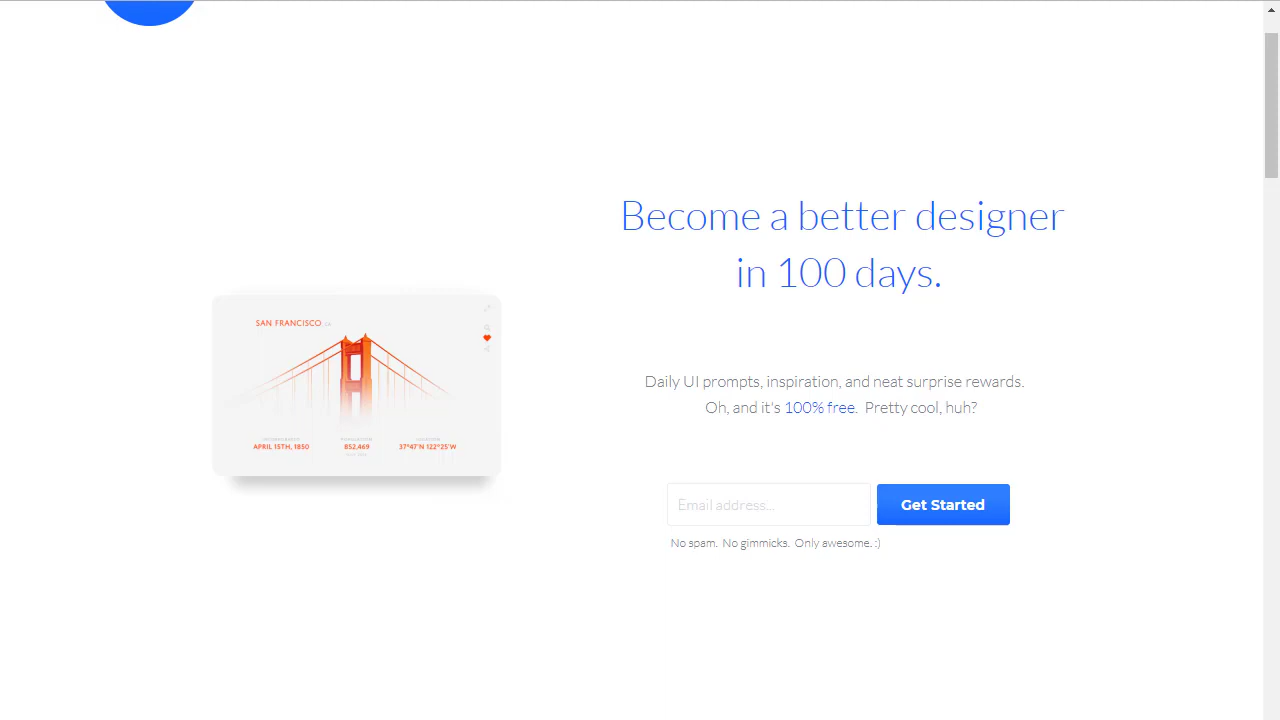 Become a better designer
in 100 days.
SAN FRANCISCO, CA
Daily UI prompts, inspiration, and neat surprise rewards.
Oh, and it's 100% free. Pretty cool, huh?
APRIL 15TH, 1850
852,469
37°47'N 122°25'W
Email address...
Get Started
No spam. No gimmicks. Only awesome. :)